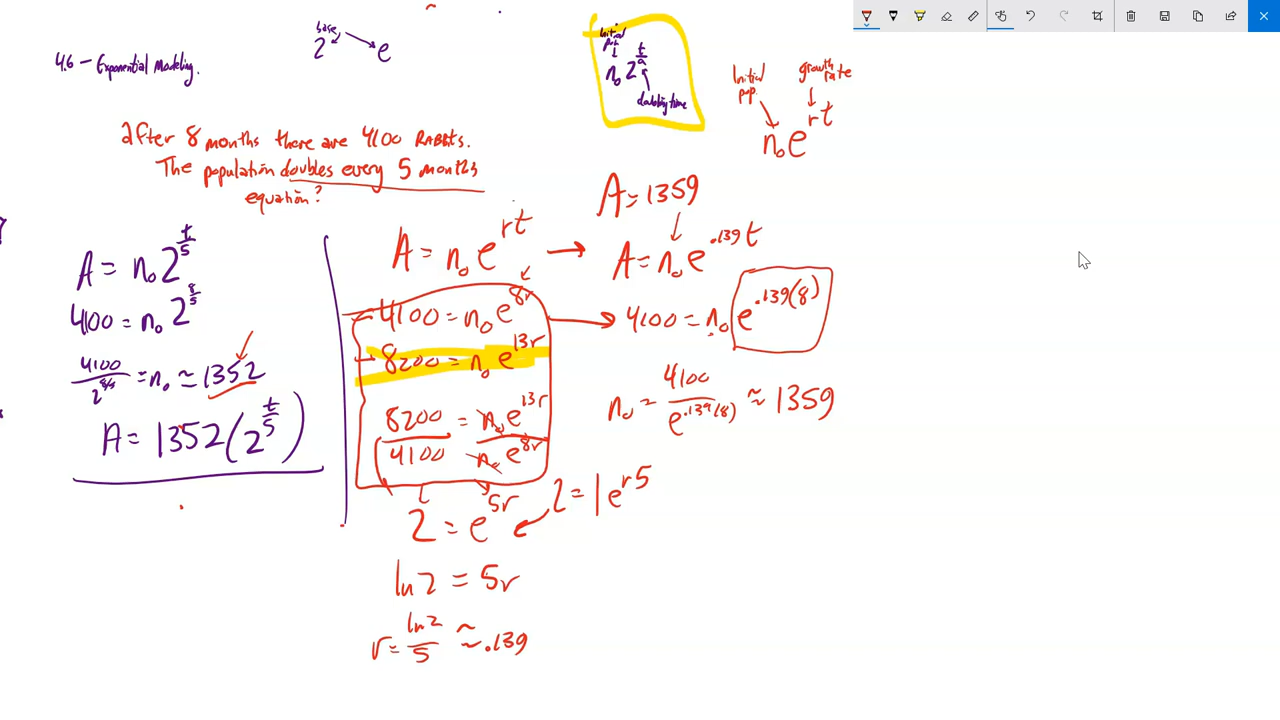 4.6 - Exponential Modeling.
base
2 e
Initial
pop.
n₀ 2^(t/a)
doubling time
Initial
pop.
growth
rate
n₀e^(rt)
After 8 months there are 4100 RABBITS.
The population doubles every 5 months
equation?
A = n₀ 2^(t/5)
4100 = n₀ 2^(8/5)
4100/2^(8/5) = n₀ ≃ 1352
A = 1352(2^(t/5))
A = n₀e^(rt)
4100 = n₀e^(8r)
8200 = n₀e^(13r)
8200/4100 = n₀e^(13r)/n₀e^(8r)
2 = e^(5r)
2 = 1e^(r5)
ln2 = 5r
r = ln2/5 ≈ .139
A ≈ 1359
A = n₀e^(.139t)
4100 = n₀e^(.139(8))
n₀ = 4100/e^(.139(8)) ≈ 1359